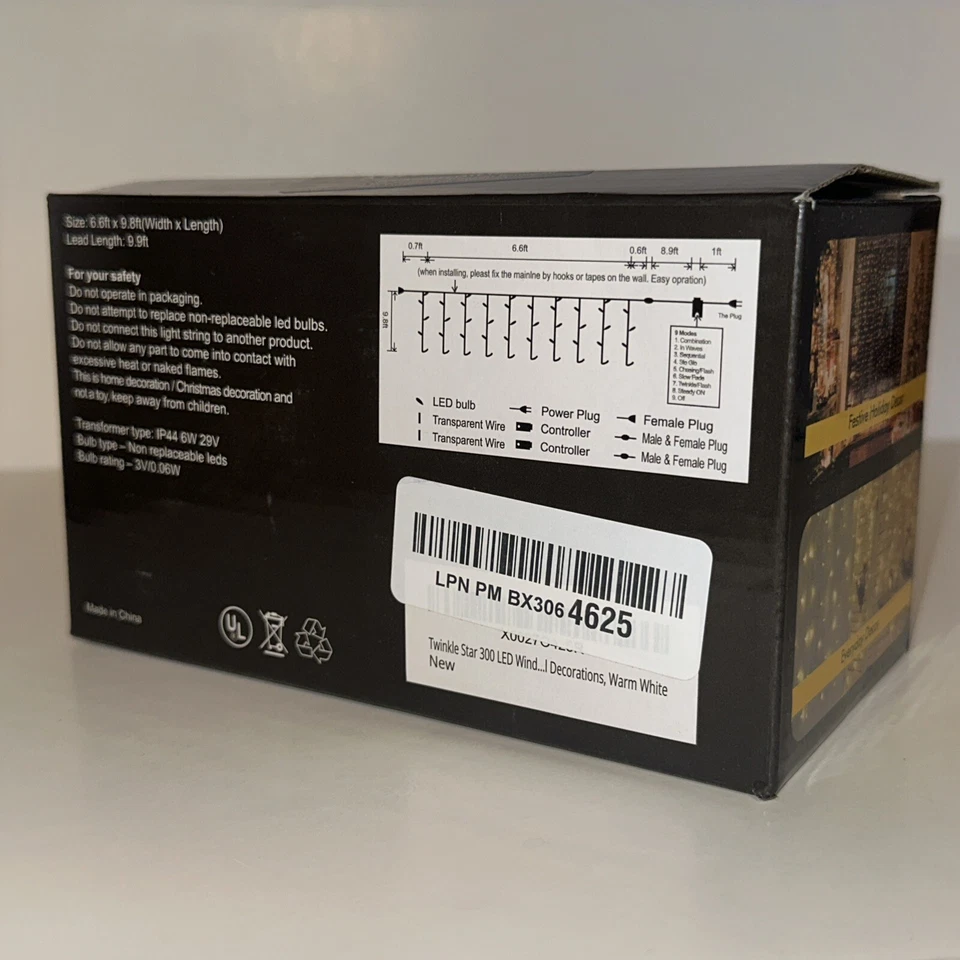 Size: 6.6ft x 9.8ft(Width x Length)
Lead Length: 9.9ft
For your safety
Do not operate in packaging.
Do not attempt to replace non-replaceable led bulbs.
Do not connect this light string to another product.
Do not allow any part to come into contact with
excessive heat or naked flames.
This is home decoration / Christmas decoration and
not a toy, keep away from children.
Transformer type: IP44 6W 29V
Bulb type – Non replaceable leds
Bulb rating – 3V/0.06W
Made in China
UL
0.7ft 6.6ft 0.6ft 8.9ft 1ft
(when installing, pleast fix the mainlne by hooks or tapes on the wall. Easy opration)
9.8ft
The Plug
9 Modes
1. Combination
2. In Waves
3. Sequential
4. Slo Glo
5. Chasing/Flash
6. Slow Fade
7. Twinkle/Flash
8. Steady ON
9. Off
LED bulb Power Plug Female Plug
Transparent Wire Controller Male & Female Plug
Transparent Wire Controller Male & Female Plug
LPN PM BX306 4625
Twinkle Star 300 LED Wind...l Decorations, Warm White
New
Festive Holiday Decor